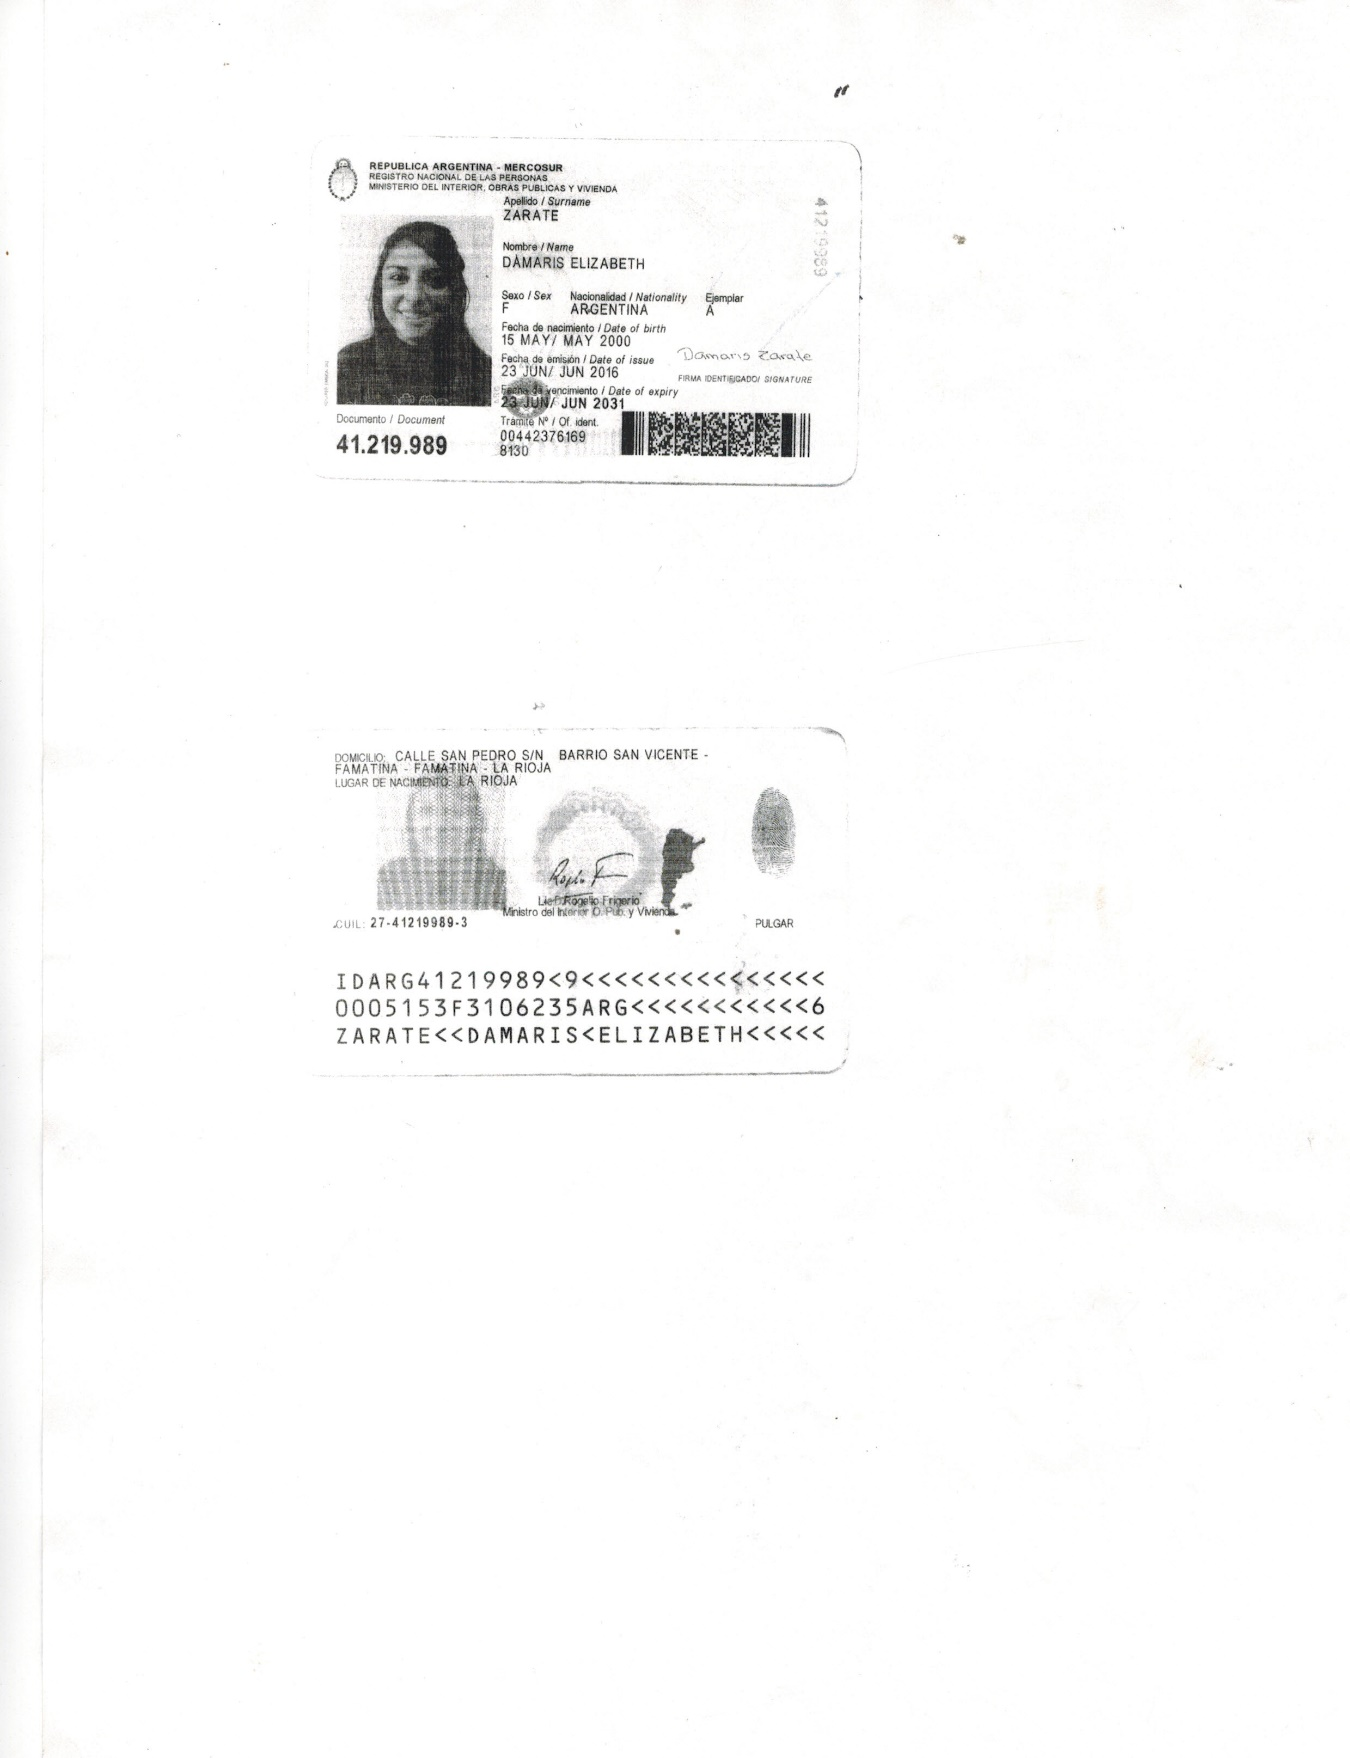 REPUBLICA ARGENTINA - MERCOSUR
REGISTRO NACIONAL DE LAS PERSONAS
MINISTERIO DEL INTERIOR, OBRAS PUBLICAS Y VIVIENDA
Apellido / Surname
ZARATE
Nombre / Name
DAMARIS ELIZABETH
Sexo / Sex Nacionalidad / Nationality Ejemplar
F ARGENTINA A
Fecha de nacimiento / Date of birth
15 MAY/ MAY 2000
Fecha de emisión / Date of issue
23 JUN/ JUN 2016
Damaris Zarate
FIRMA IDENTIFICADO/ SIGNATURE
Fecha de vencimiento / Date of expiry
23 JUN/ JUN 2031
Documento / Document
41.219.989
Trámite Nº / Of. ident.
00442376169
8130
41219989
DOMICILIO: CALLE SAN PEDRO S/N BARRIO SAN VICENTE -
FAMATINA - FAMATINA - LA RIOJA
LUGAR DE NACIMIENTO: LA RIOJA
Lic. Rogelio Frigerio
Ministro del Interior O. Pub. y Vivienda
CUIL: 27-41219989-3
PULGAR
IDARG41219989<9<<<<<<<<<<<<<<<
0005153F3106235ARG<<<<<<<<<<<6
ZARATE<<DAMARIS<ELIZABETH<<<<<